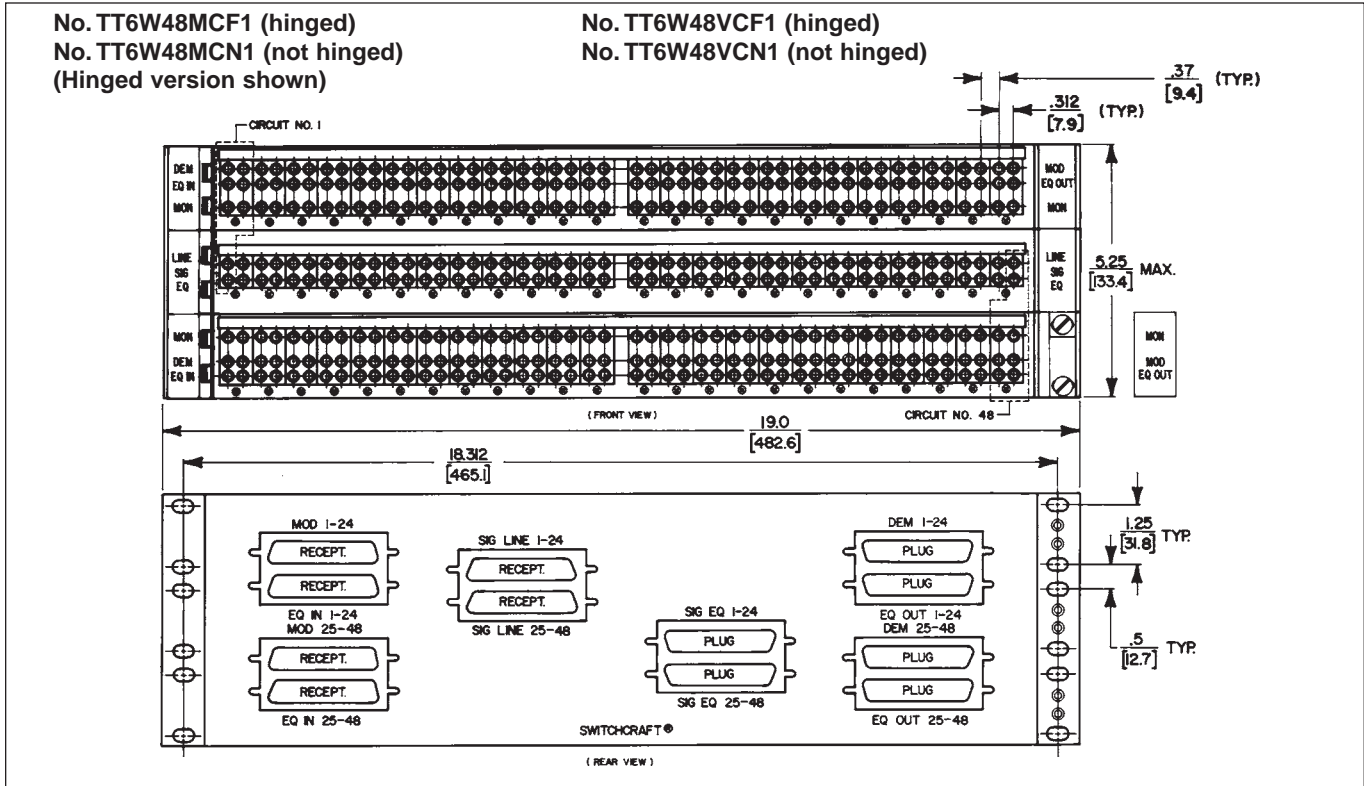 No. TT6W48MCF1 (hinged)
No. TT6W48MCN1 (not hinged)
(Hinged version shown)
No. TT6W48VCF1 (hinged)
No. TT6W48VCN1 (not hinged)
.37
[9.4]
(TYP.)
.312
[7.9]
(TYP.)
CIRCUIT NO. 1
DEM
EQ IN
MON
MOD
EQ OUT
MON
LINE
SIG
EQ
LINE
SIG
EQ
5.25
[133.4]
MAX.
MON
DEM
EQ IN
MON
MOD
EQ OUT
(FRONT VIEW)
CIRCUIT NO. 48
19.0
[482.6]
18.312
[465.1]
MOD 1-24
RECEPT.
RECEPT.
EQ IN 1-24
MOD 25-48
RECEPT.
RECEPT.
EQ IN 25-48
SIG LINE 1-24
RECEPT.
RECEPT.
SIG LINE 25-48
SIG EQ 1-24
PLUG
PLUG
SIG EQ 25-48
DEM 1-24
PLUG
PLUG
EQ OUT 1-24
DEM 25-48
PLUG
PLUG
EQ OUT 25-48
1.25
[31.8]
TYP.
.5
[12.7]
TYP.
SWITCHCRAFT®
(REAR VIEW)